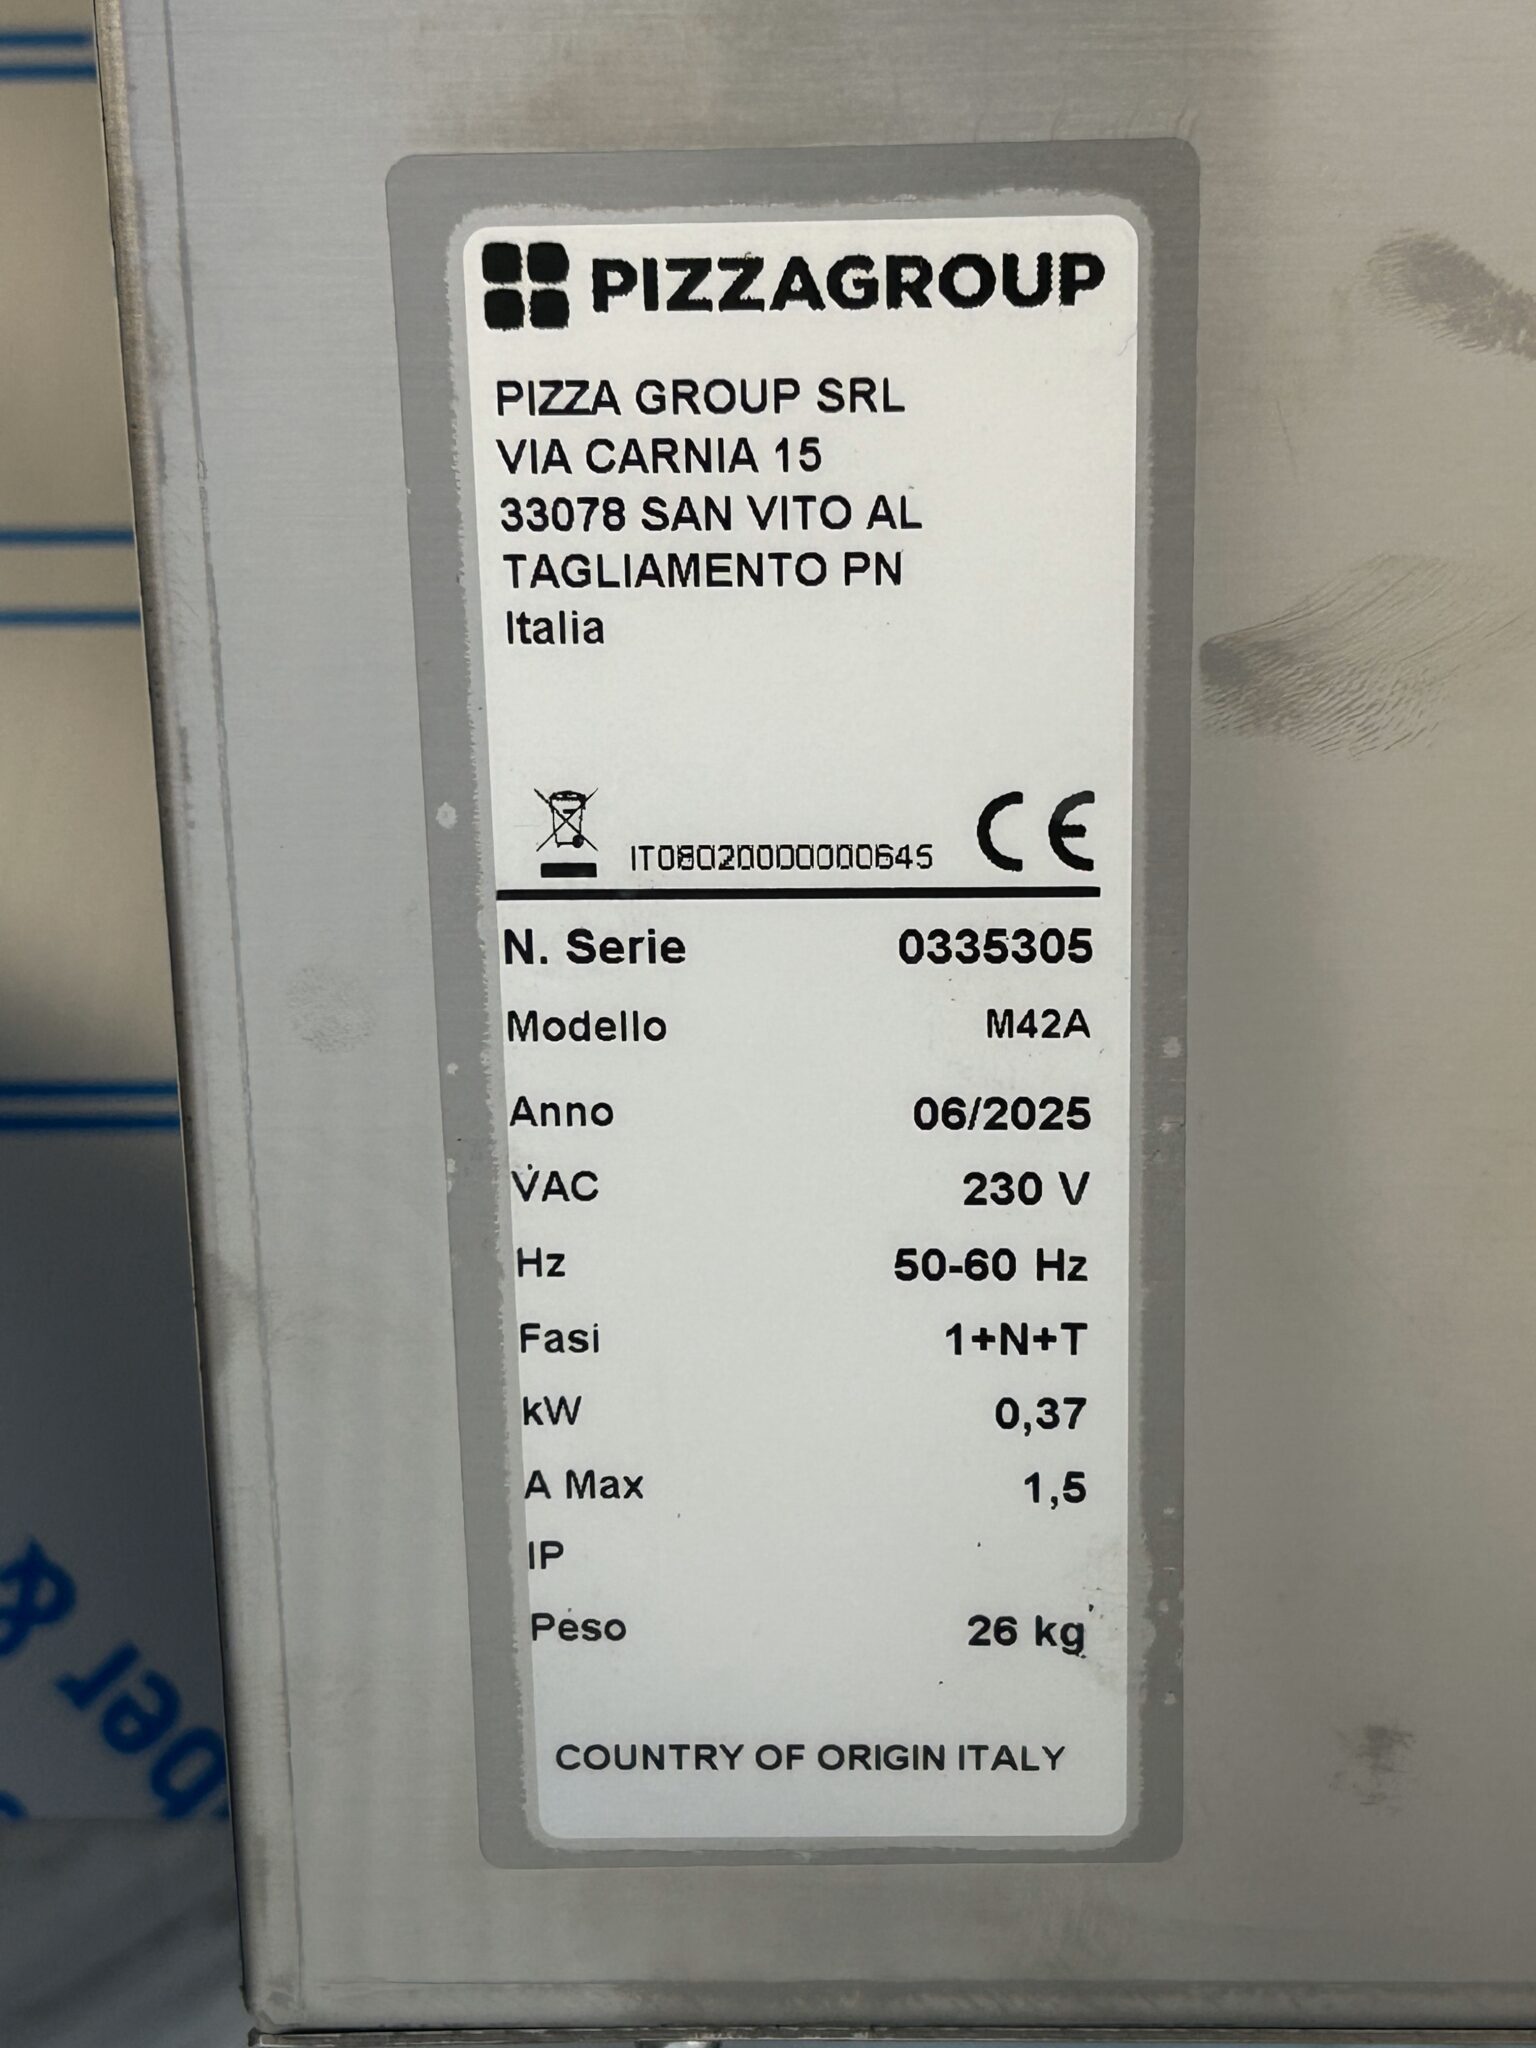 PIZZAGROUP
PIZZA GROUP SRL
VIA CARNIA 15
33078 SAN VITO AL
TAGLIAMENTO PN
Italia
IT08020000000645 CE
N. Serie 0335305
Modello M42A
Anno 06/2025
VAC 230 V
Hz 50-60 Hz
Fasi 1+N+T
kW 0,37
A Max 1,5
IP
Peso 26 kg
COUNTRY OF ORIGIN ITALY
&